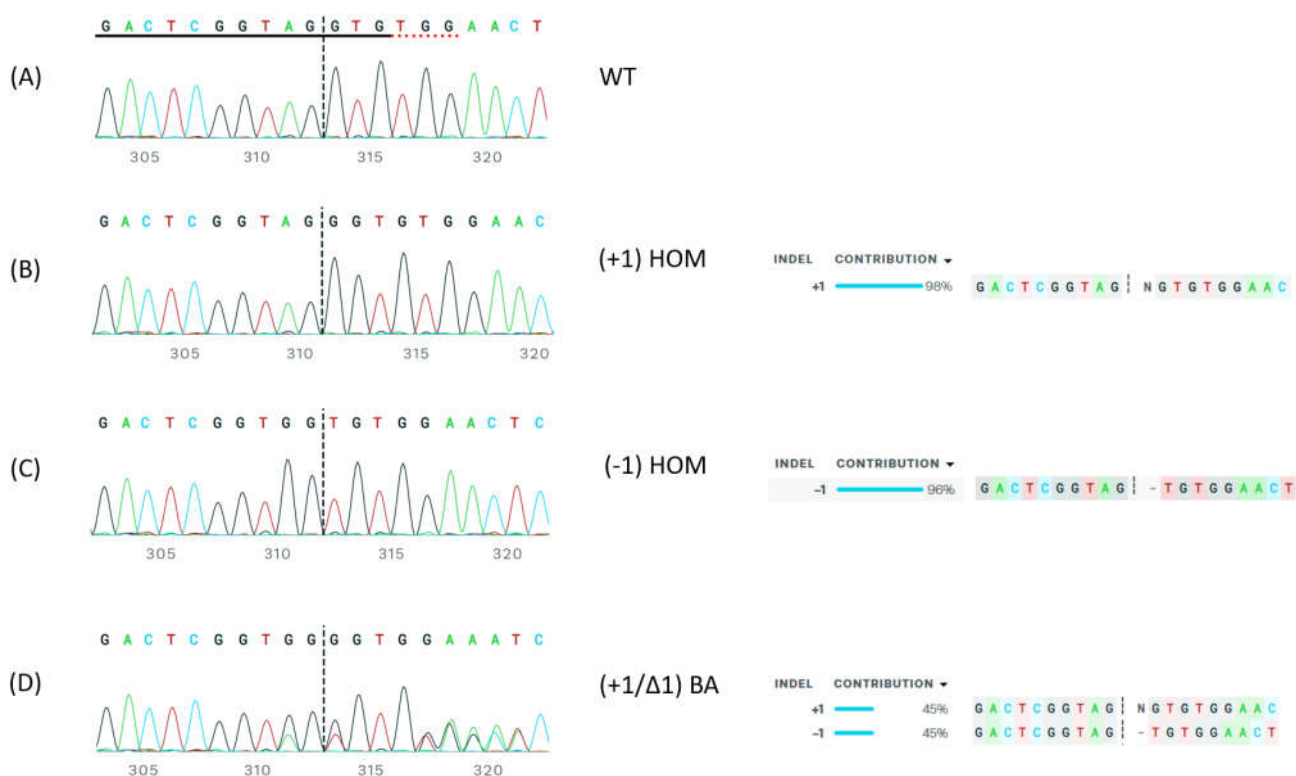 G A C T C G G T A G G T G T G G A A C T
(A)
WT
305 310 315 320
G A C T C G G T A G G G T G T G G A A C
(B)
(+1) HOM
INDEL CONTRIBUTION
+1 98% G A C T C G G T A G N G T G T G G A A C
305 310 315 320
G A C T C G G T G G T G T G G A A C T C
(C)
(-1) HOM
INDEL CONTRIBUTION
-1 96% G A C T C G G T A G - T G T G G A A C T
305 310 315 320
G A C T C G G T G G G G T G G A A A T C
(D)
(+1/Δ1) BA
INDEL CONTRIBUTION
+1 45% G A C T C G G T A G N G T G T G G A A C
-1 45% G A C T C G G T A G - T G T G G A A C T
305 310 315 320